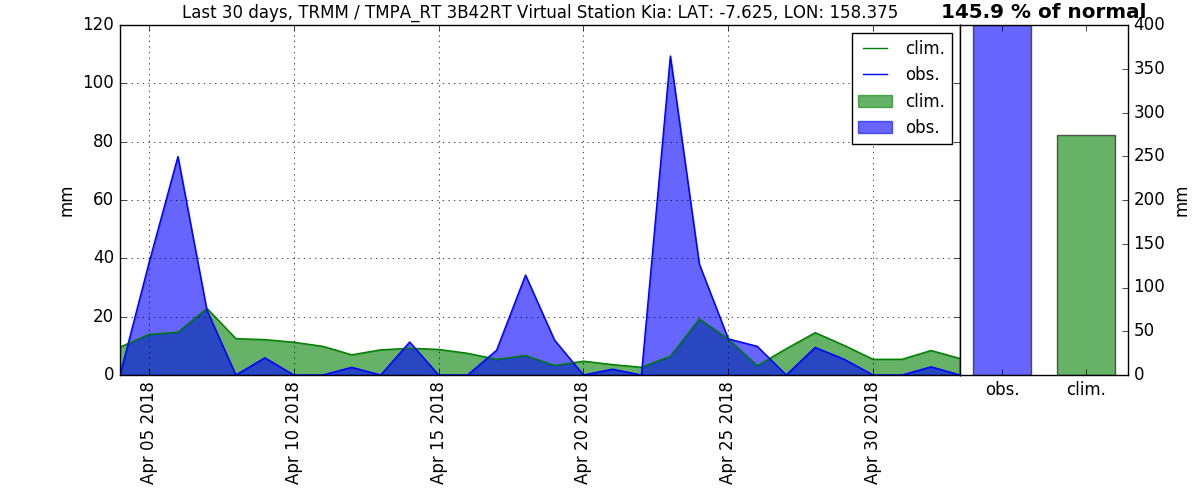 Last 30 days, TRMM / TMPA_RT 3B42RT Virtual Station Kia: LAT: -7.625, LON: 158.375
145.9 % of normal
120
100
80
60
40
20
0
mm
clim.
obs.
clim.
obs.
Apr 05 2018
Apr 10 2018
Apr 15 2018
Apr 20 2018
Apr 25 2018
Apr 30 2018
400
350
300
250
200
150
100
50
0
mm
obs.
clim.